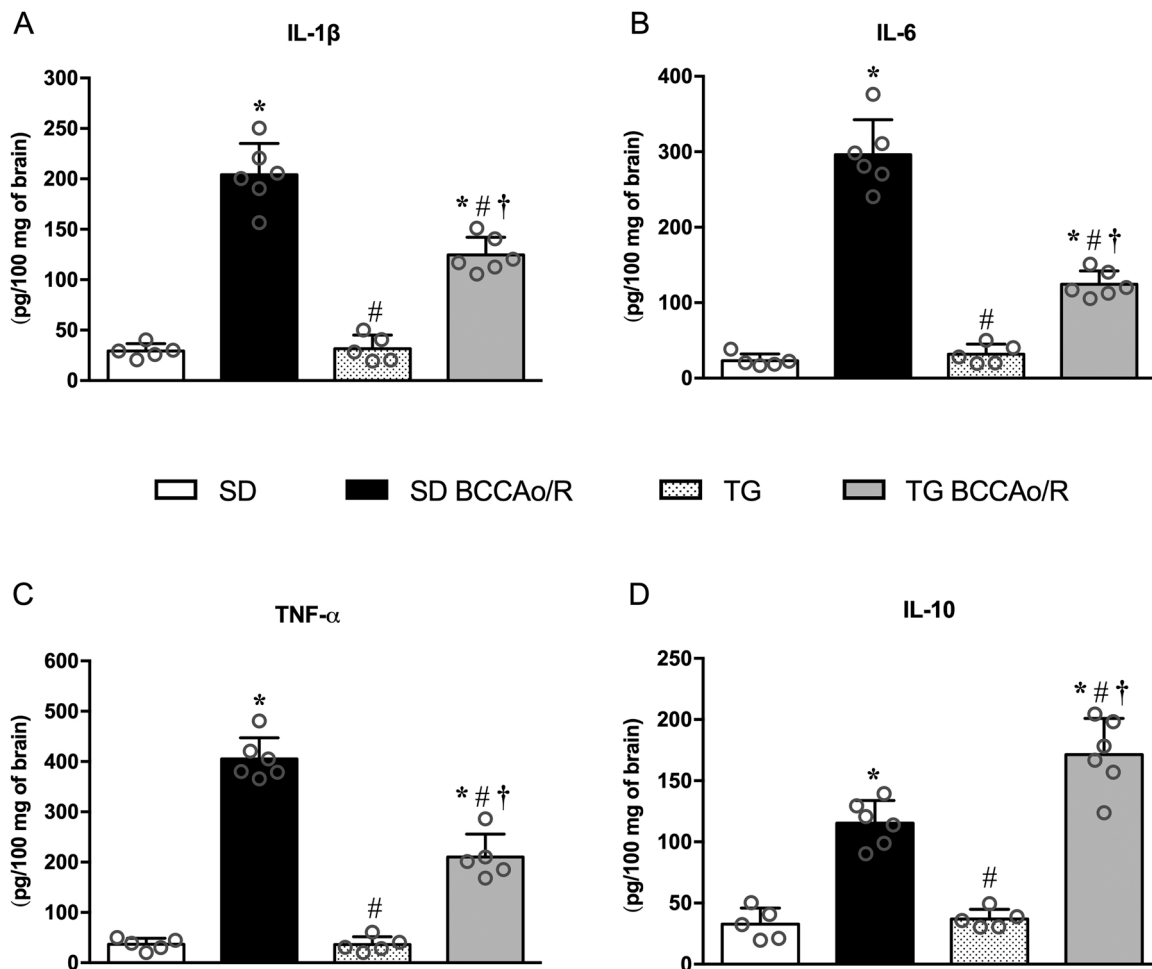 A
IL-1β
300
250
200
150
100
50
0
(pg/100 mg of brain)
*
#
* # †
B
IL-6
400
300
200
100
0
(pg/100 mg of brain)
*
#
* # †
SD
SD BCCAo/R
TG
TG BCCAo/R
C
TNF-α
600
500
400
300
200
100
0
(pg/100 mg of brain)
*
#
* # †
D
IL-10
250
200
150
100
50
0
(pg/100 mg of brain)
*
#
* # †